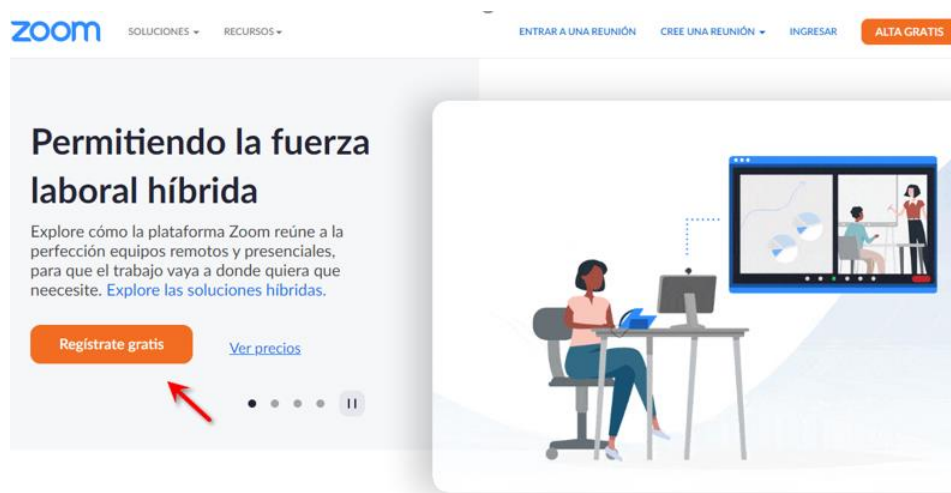 zoom SOLUCIONES RECURSOS ENTRAR A UNA REUNIÓN CREE UNA REUNIÓN INGRESAR ALTA GRATIS
Permitiendo la fuerza
laboral híbrida
Explore cómo la plataforma Zoom reúne a la
perfección equipos remotos y presenciales,
para que el trabajo vaya a donde quiera que
neecesite. Explore las soluciones híbridas.
Regístrate gratis Ver precios